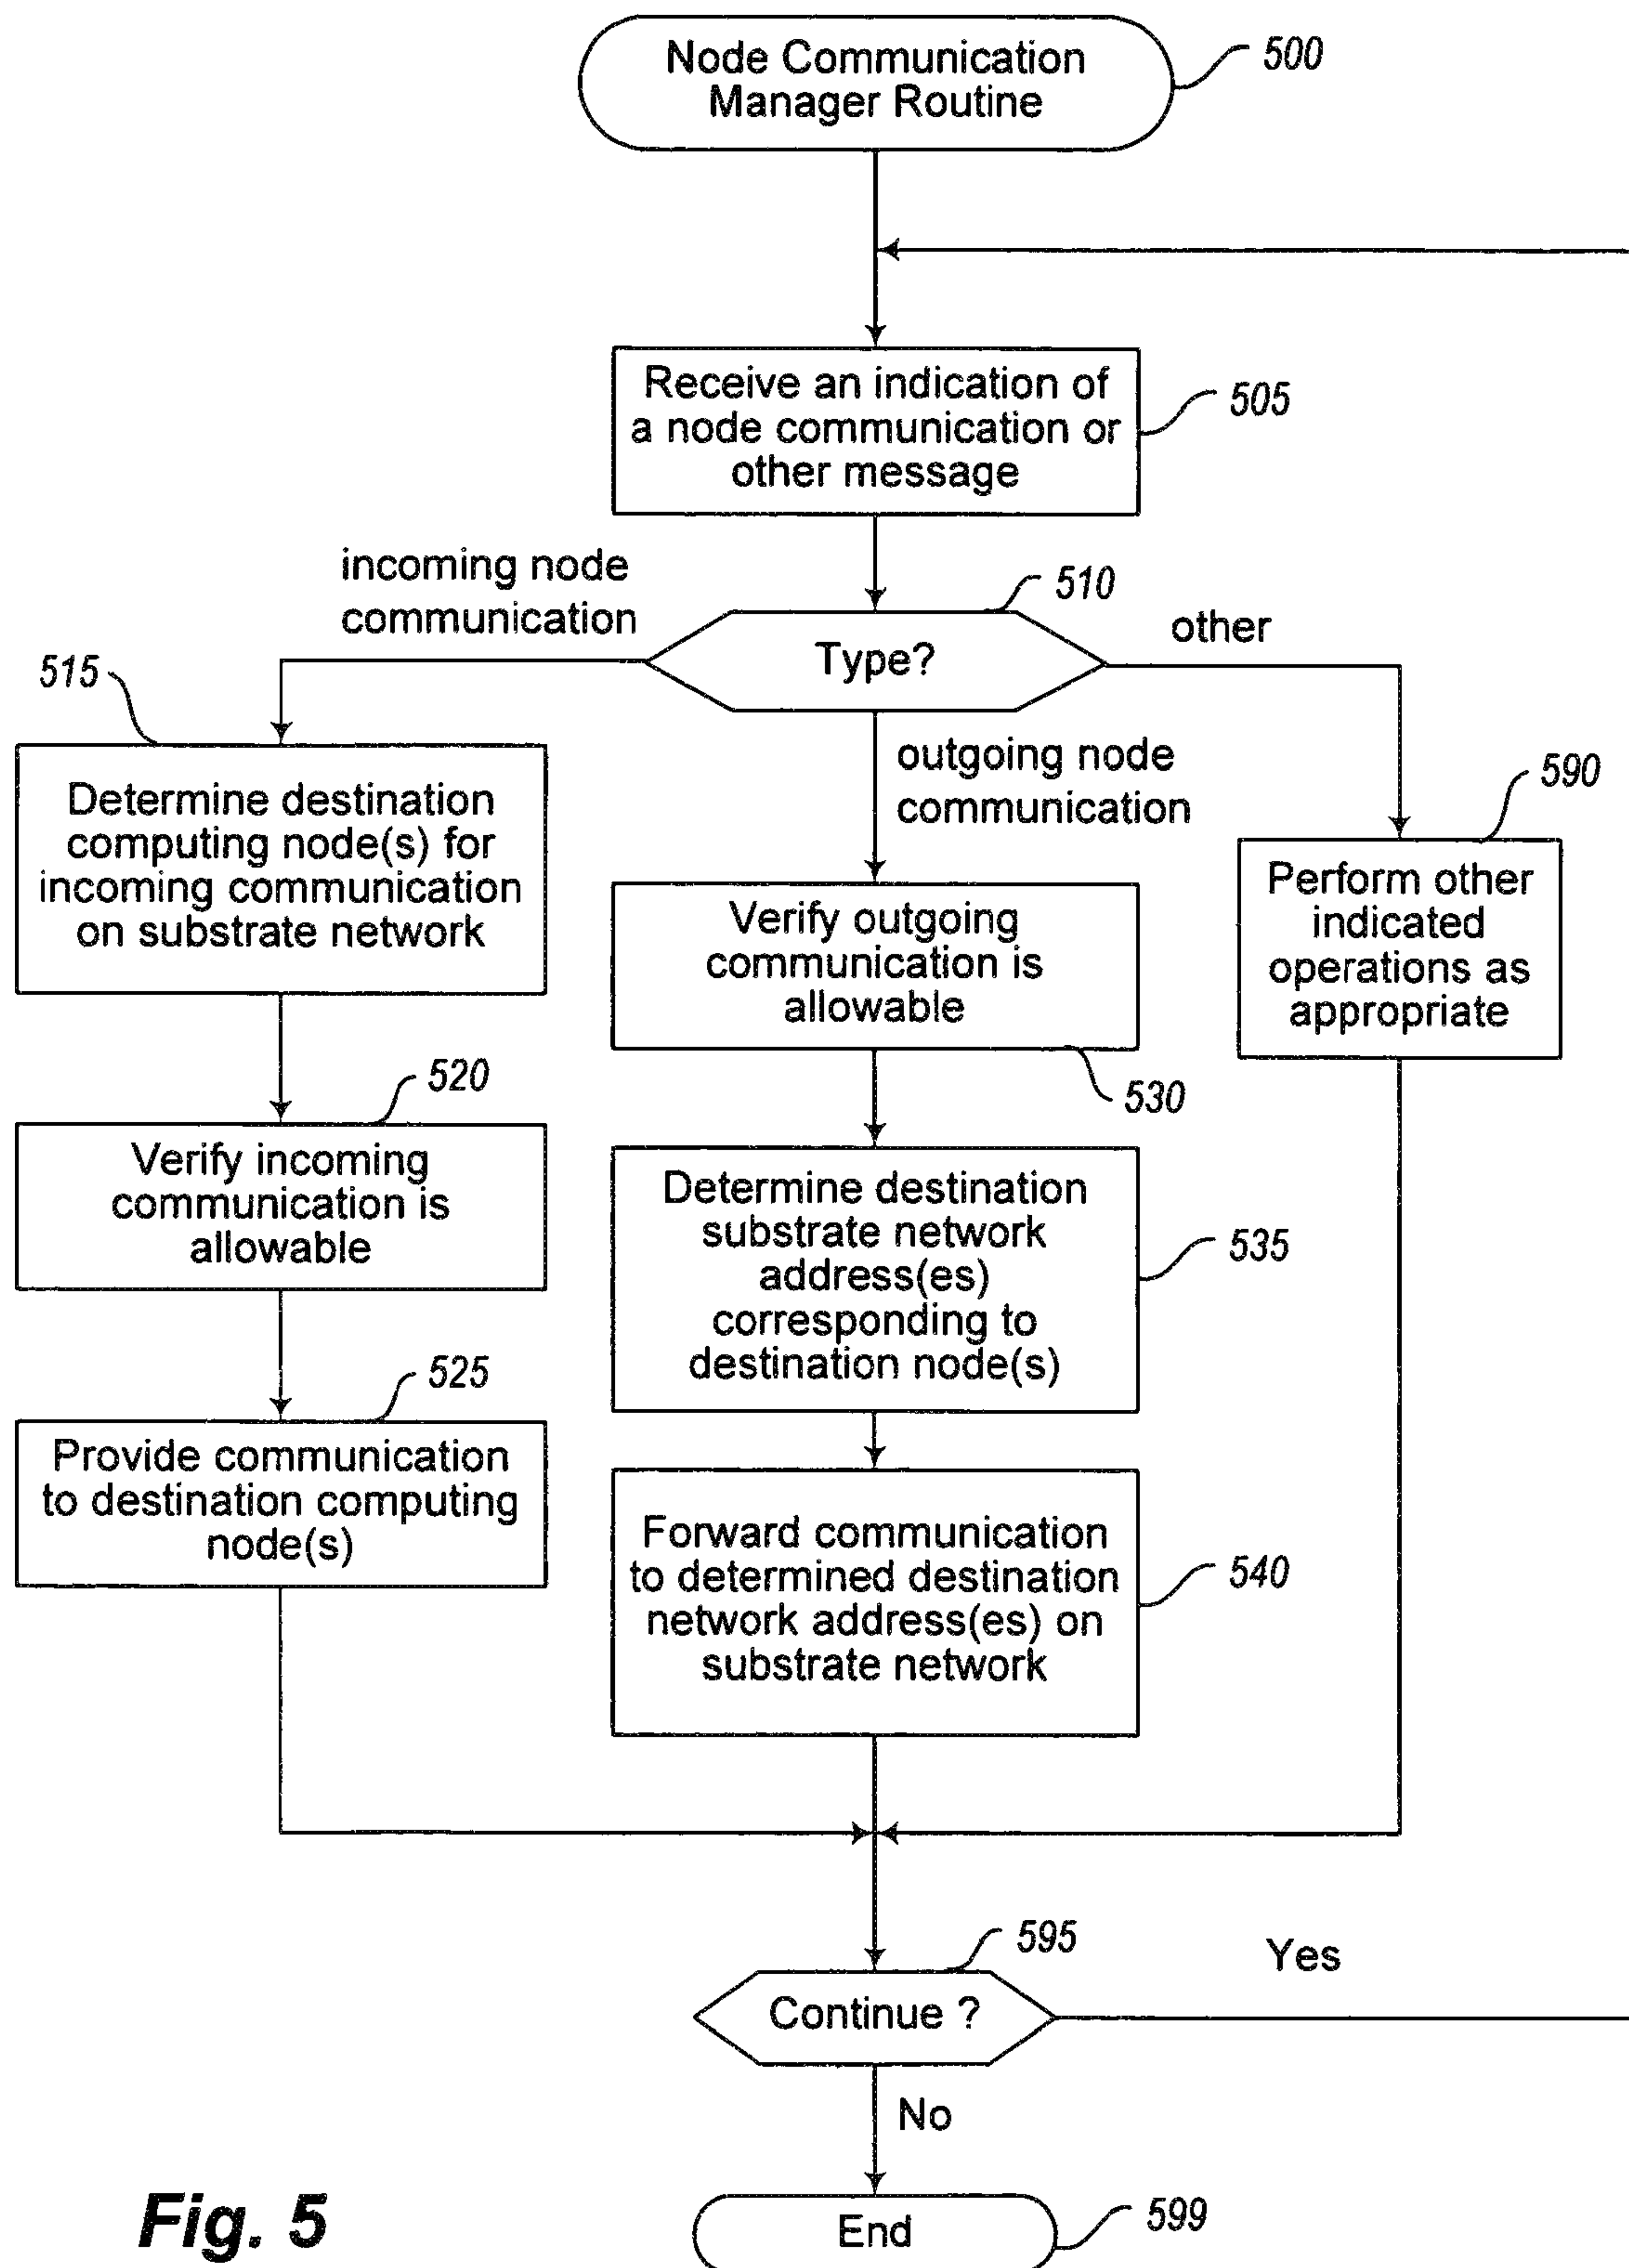 Node Communication
Manager Routine
500
Receive an indication of
a node communication or
other message
505
incoming node
communication
510
Type?
other
515
Determine destination
computing node(s) for
incoming communication
on substrate network
outgoing node
communication
590
Perform other
indicated
operations as
appropriate
Verify outgoing
communication is
allowable
530
520
Verify incoming
communication is
allowable
Determine destination
substrate network
address(es)
corresponding to
destination node(s)
535
525
Provide communication
to destination computing
node(s)
Forward communication
to determined destination
network address(es) on
substrate network
540
595
Continue ?
Yes
No
End
599
Fig. 5